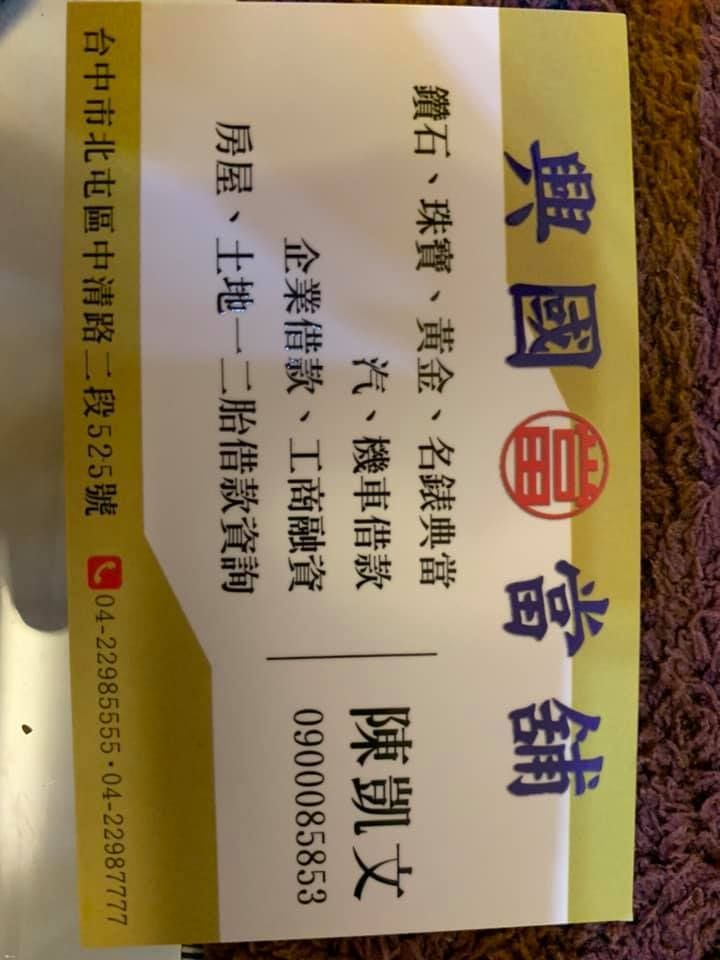 興國當當舖
鑽石、珠寶、黃金、名錶典當
汽、機車借款
企業借款、工商融資
房屋、土地一二胎借款資詢
陳凱文
0900085853
台中市北屯區中清路二段525號 04-22985555·04-22987777